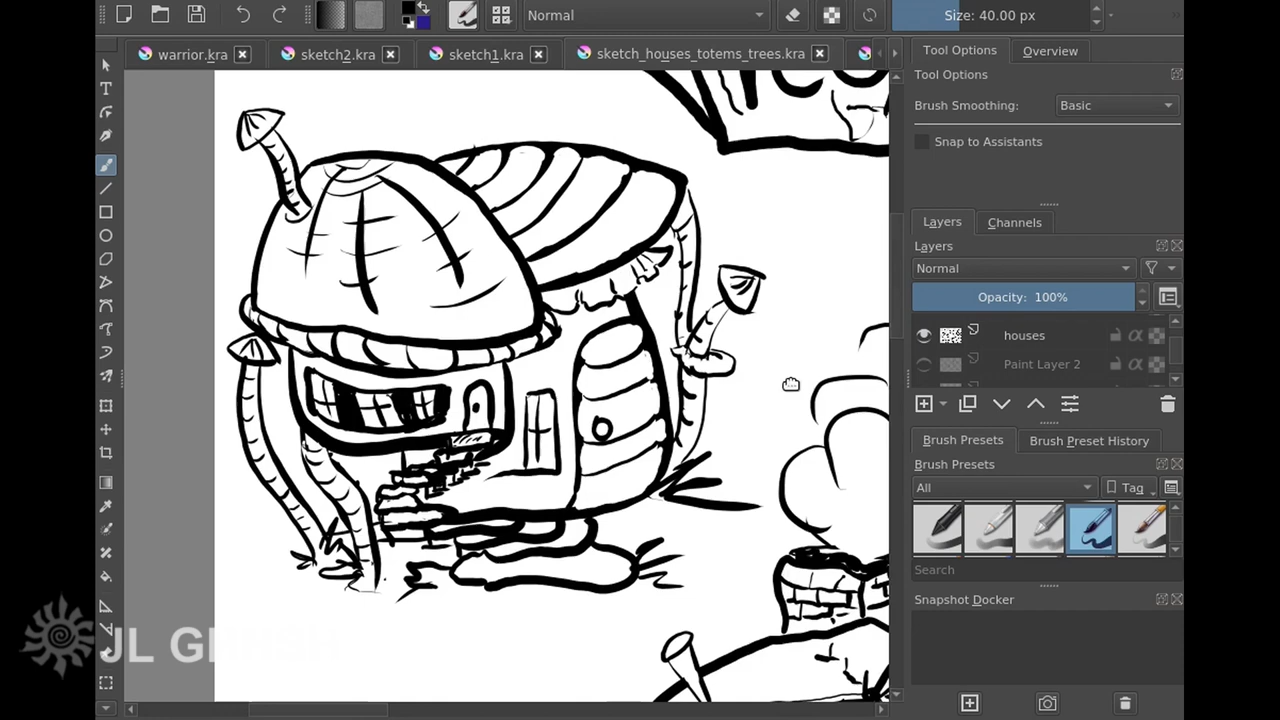 Normal
Size: 40.00 px
warrior.kra
sketch2.kra
sketch1.kra
sketch_houses_totems_trees.kra
Tool Options
Overview
Tool Options
Brush Smoothing:
Basic
Snap to Assistants
Layers
Channels
Layers
Normal
Opacity: 100%
houses
Paint Layer 2
Brush Presets
Brush Preset History
Brush Presets
All
Tag
Search
Snapshot Docker
JL